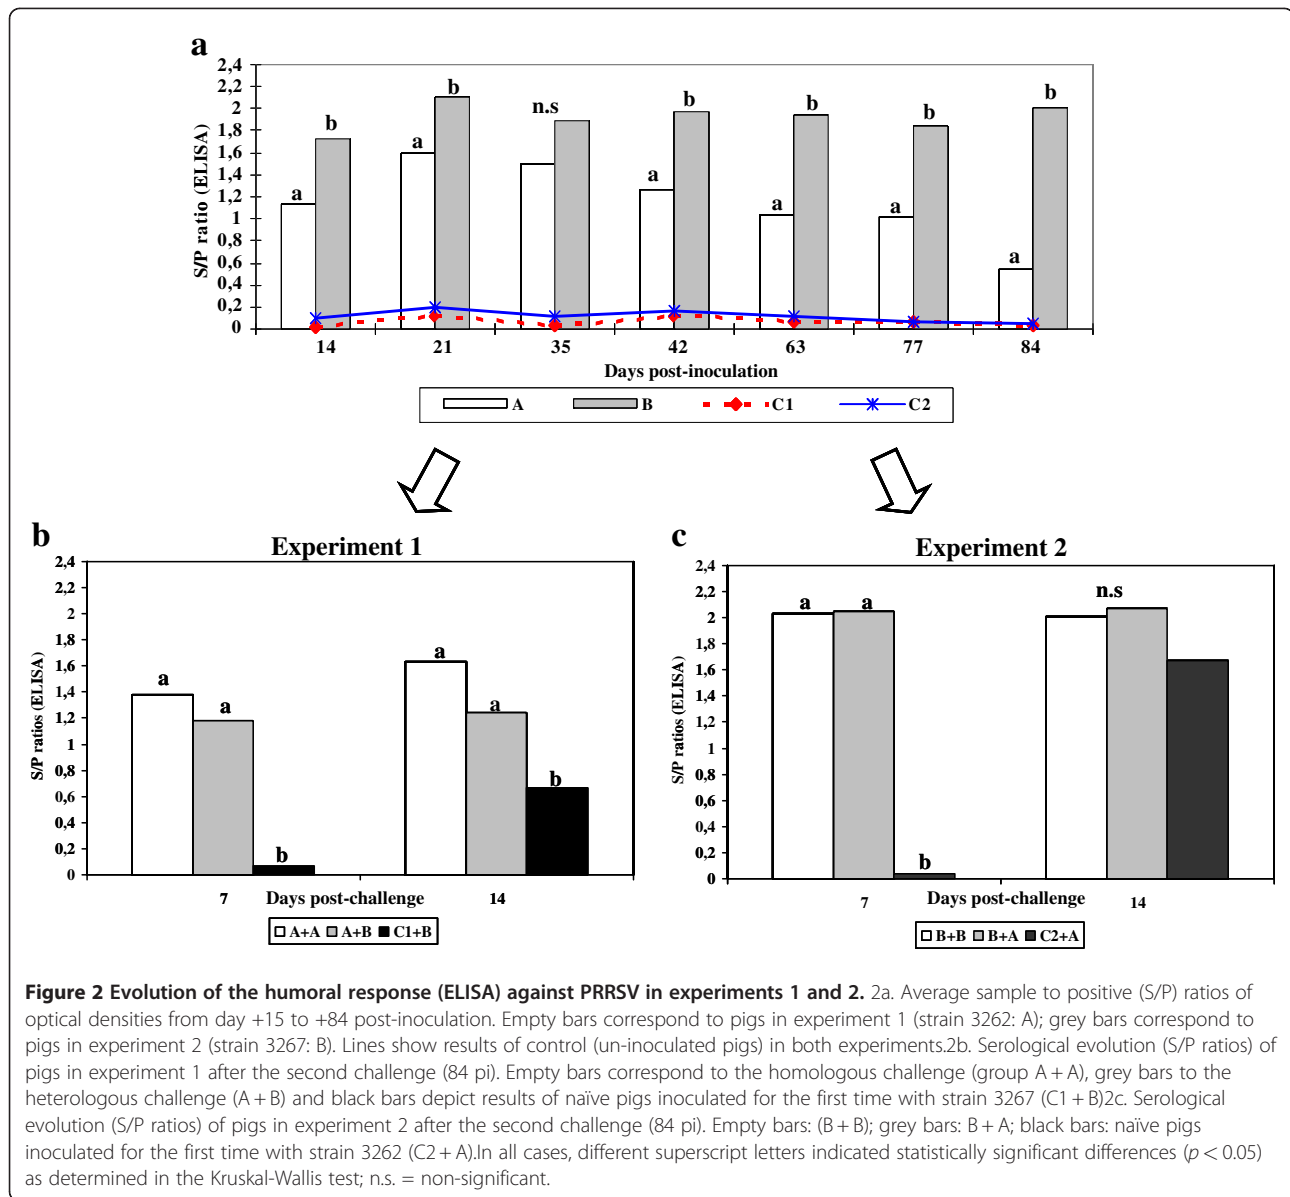 a
2,4
2,2
2
1,8
1,6
1,4
1,2
1
0,8
0,6
0,4
0,2
0
S/P ratio (ELISA)
a b a b n.s a b a b a b a b
14 21 35 42 63 77 84
Days post-inoculation
A B C1 C2
b
Experiment 1
2,4
2,2
2
1,8
1,6
1,4
1,2
1
0,8
0,6
0,4
0,2
0
S/P ratios (ELISA)
a a b a a b
7 Days post-challenge 14
A+A A+B C1+B
c
Experiment 2
2,4
2,2
2
1,8
1,6
1,4
1,2
1
0,8
0,6
0,4
0,2
0
S/P ratios (ELISA)
a a b n.s
7 Days post-challenge 14
B+B B+A C2+A
Figure 2 Evolution of the humoral response (ELISA) against PRRSV in experiments 1 and 2. 2a. Average sample to positive (S/P) ratios of
optical densities from day +15 to +84 post-inoculation. Empty bars correspond to pigs in experiment 1 (strain 3262: A); grey bars correspond to
pigs in experiment 2 (strain 3267: B). Lines show results of control (un-inoculated pigs) in both experiments.2b. Serological evolution (S/P ratios) of
pigs in experiment 1 after the second challenge (84 pi). Empty bars correspond to the homologous challenge (group A + A), grey bars to the
heterologous challenge (A + B) and black bars depict results of naïve pigs inoculated for the first time with strain 3267 (C1 + B)2c. Serological
evolution (S/P ratios) of pigs in experiment 2 after the second challenge (84 pi). Empty bars: (B + B); grey bars: B + A; black bars: naïve pigs
inoculated for the first time with strain 3262 (C2 + A).In all cases, different superscript letters indicated statistically significant differences (p < 0.05)
as determined in the Kruskal-Wallis test; n.s. = non-significant.